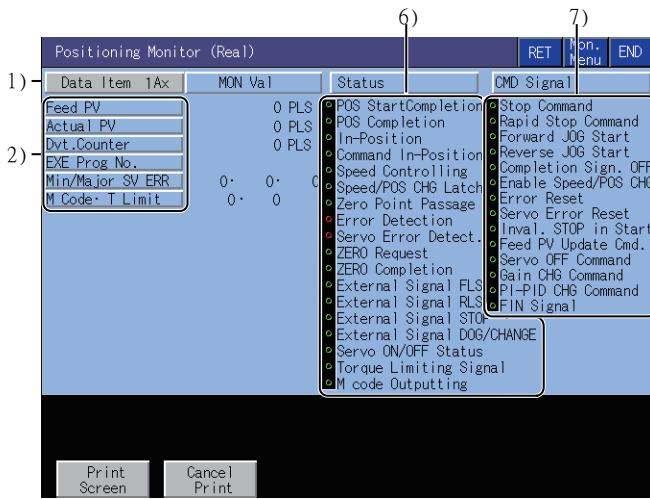 6)
7)
Positioning Monitor (Real)
RET
Mon. Menu
END
1)
Data Item 1Ax
MON Val
Status
CMD Signal
2)
Feed PV
0 PLS
Actual PV
0 PLS
Dvt.Counter
0 PLS
EXE Prog No.
Min/Major SV ERR
0· 0· 0
M Code· T Limit
0· 0
POS StartCompletion
POS Completion
In-Position
Command In-Position
Speed Controlling
Speed/POS CHG Latch
Zero Point Passage
Error Detection
Servo Error Detect.
ZERO Request
ZERO Completion
External Signal FLS
External Signal RLS
External Signal STOP
External Signal DOG/CHANGE
Servo ON/OFF Status
Torque Limiting Signal
M code Outputting
Stop Command
Rapid Stop Command
Forward JOG Start
Reverse JOG Start
Completion Sign. OFF
Enable Speed/POS CHG
Error Reset
Servo Error Reset
Inval. STOP in Start
Feed PV Update Cmd.
Servo OFF Command
Gain CHG Command
PI-PID CHG Command
FIN Signal
Print Screen
Cancel Print